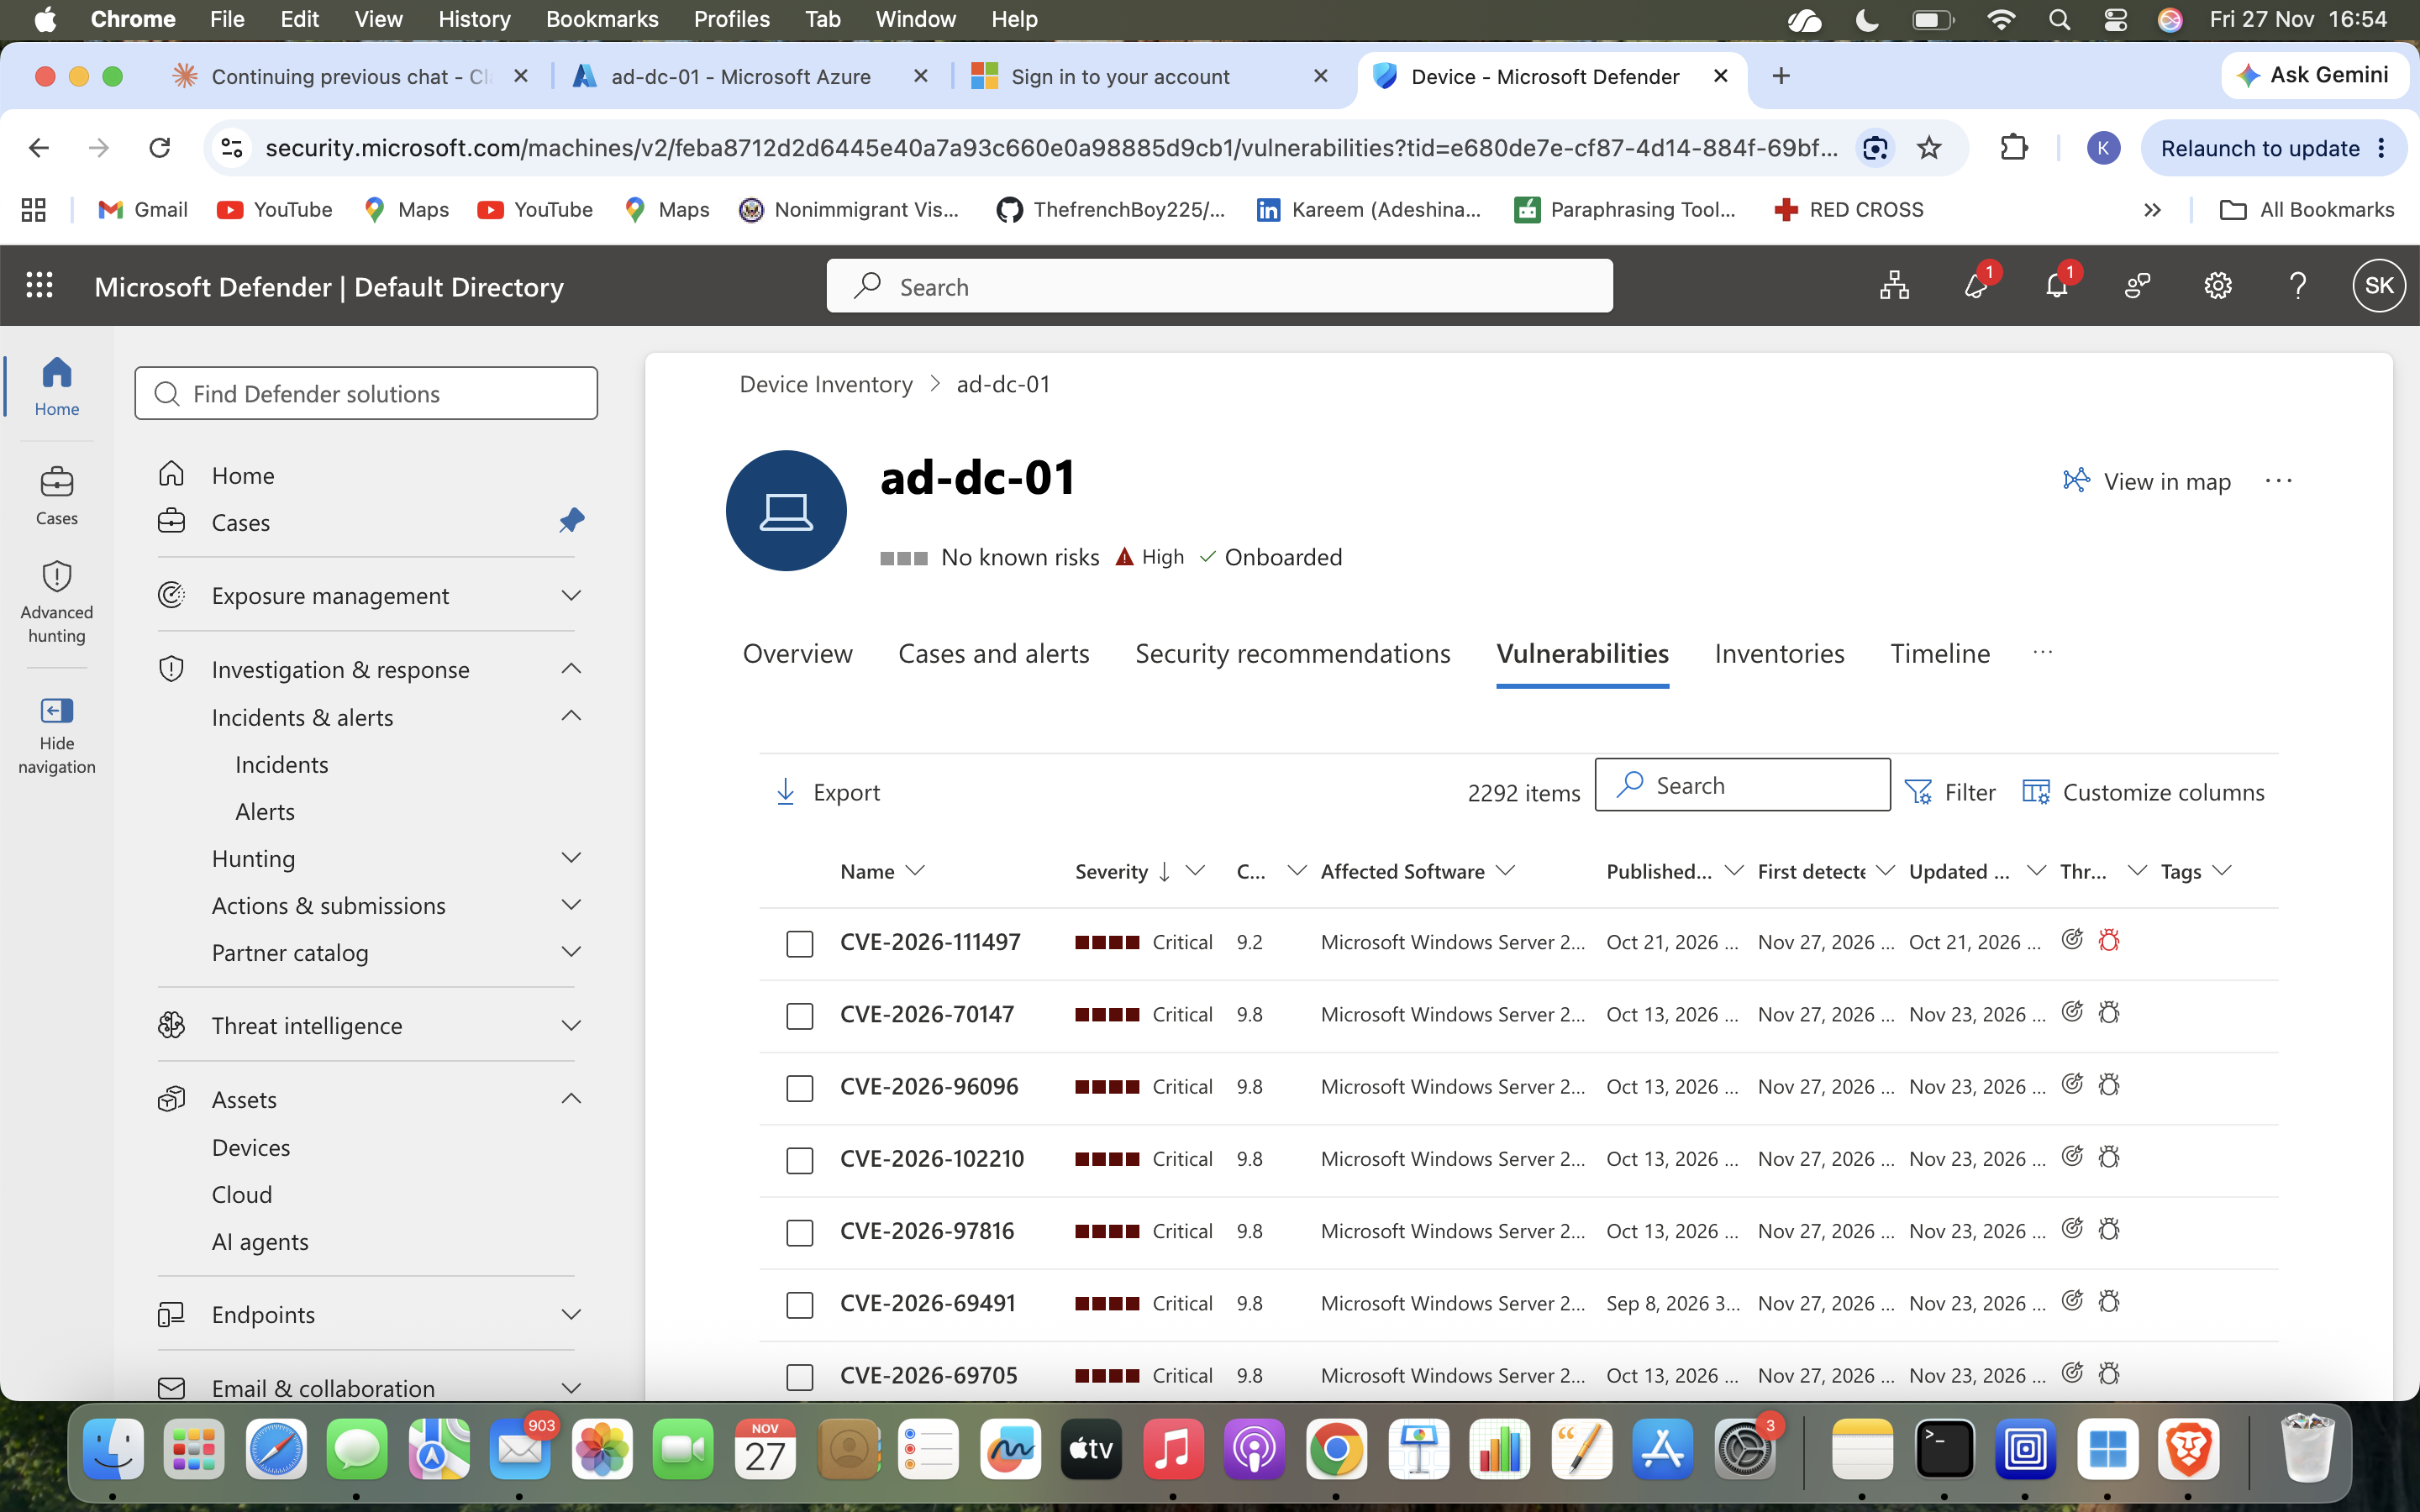 Chrome File Edit View History Bookmarks Profiles Tab Window Help Fri 27 Nov 16:54
Continuing previous chat - Cl
ad-dc-01 - Microsoft Azure
Sign in to your account
Device - Microsoft Defender
Ask Gemini
security.microsoft.com/machines/v2/feba8712d2d6445e40a7a93c660e0a98885d9cb1/vulnerabilities?tid=e680de7e-cf87-4d14-884f-69bf...
K
Relaunch to update
Gmail YouTube Maps YouTube Maps Nonimmigrant Vis... ThefrenchBoy225/... Kareem (Adeshina... Paraphrasing Tool... RED CROSS All Bookmarks
Microsoft Defender | Default Directory
Search
1
1
SK
Home
Cases
Advanced
hunting
Hide
navigation
Find Defender solutions
Home
Cases
Exposure management
Investigation & response
Incidents & alerts
Incidents
Alerts
Hunting
Actions & submissions
Partner catalog
Threat intelligence
Assets
Devices
Cloud
AI agents
Endpoints
Email & collaboration
Device Inventory > ad-dc-01
ad-dc-01
View in map
No known risks High Onboarded
Overview Cases and alerts Security recommendations Vulnerabilities Inventories Timeline ...
Export
2292 items
Search
Filter
Customize columns
Name Severity C... Affected Software Published... First detecte Updated ... Thr... Tags
CVE-2026-111497 Critical 9.2 Microsoft Windows Server 2... Oct 21, 2026 ... Nov 27, 2026 ... Oct 21, 2026 ...
CVE-2026-70147 Critical 9.8 Microsoft Windows Server 2... Oct 13, 2026 ... Nov 27, 2026 ... Nov 23, 2026 ...
CVE-2026-96096 Critical 9.8 Microsoft Windows Server 2... Oct 13, 2026 ... Nov 27, 2026 ... Nov 23, 2026 ...
CVE-2026-102210 Critical 9.8 Microsoft Windows Server 2... Oct 13, 2026 ... Nov 27, 2026 ... Nov 23, 2026 ...
CVE-2026-97816 Critical 9.8 Microsoft Windows Server 2... Oct 13, 2026 ... Nov 27, 2026 ... Nov 23, 2026 ...
CVE-2026-69491 Critical 9.8 Microsoft Windows Server 2... Sep 8, 2026 3... Nov 27, 2026 ... Nov 23, 2026 ...
CVE-2026-69705 Critical 9.8 Microsoft Windows Server 2... Oct 13, 2026 ... Nov 27, 2026 ... Nov 23, 2026 ...
903
NOV
27
tv
3